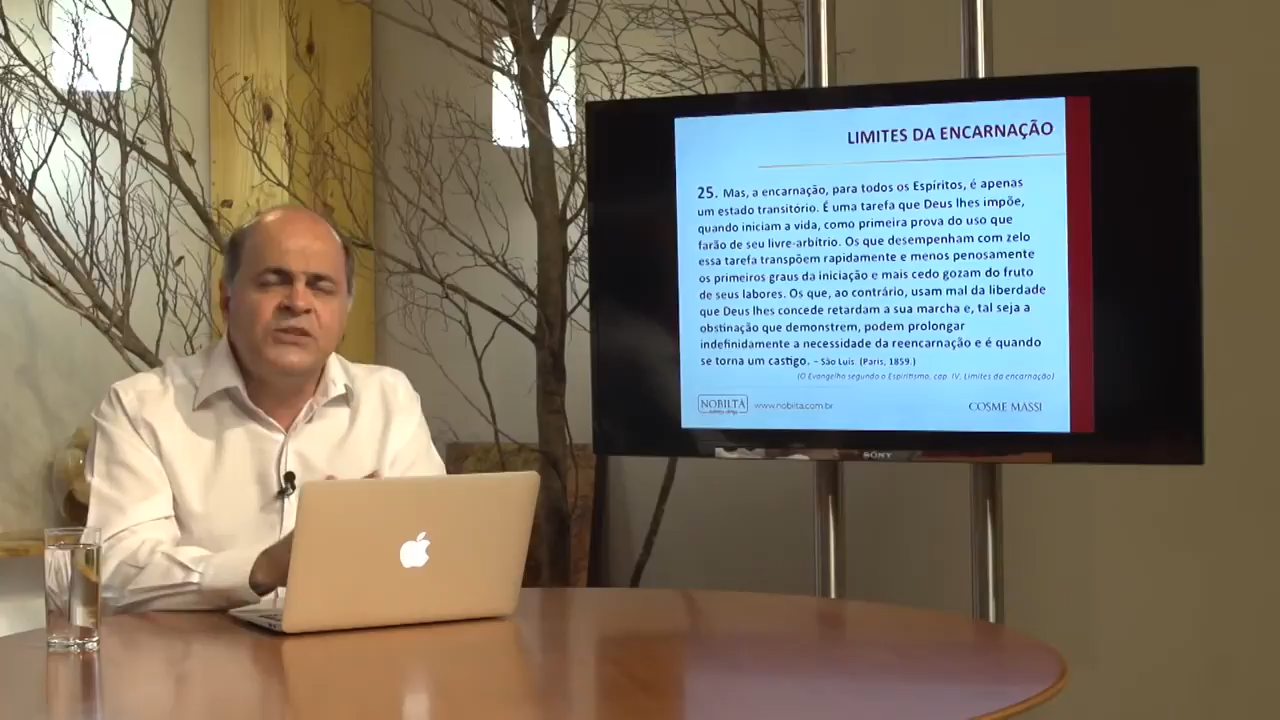 LIMITES DA ENCARNAÇÃO
25. Mas, a encarnação, para todos os Espíritos, é apenas
um estado transitório. É uma tarefa que Deus lhes impõe,
quando iniciam a vida, como primeira prova do uso que
farão de seu livre-arbítrio. Os que desempenham com zelo
essa tarefa transpõem rapidamente e menos penosamente
os primeiros graus da iniciação e mais cedo gozam do fruto
de seus labores. Os que, ao contrário, usam mal da liberdade
que Deus lhes concede retardam a sua marcha e, tal seja a
obstinação que demonstrem, podem prolongar
indefinidamente a necessidade da reencarnação e é quando
se torna um castigo. – São Luís. (Paris, 1859.)
(O Evangelho segundo o Espiritismo, cap. IV, Limites da encarnação)
NOBILTA
www.nobilta.com.br
COSME MASSI
SONY